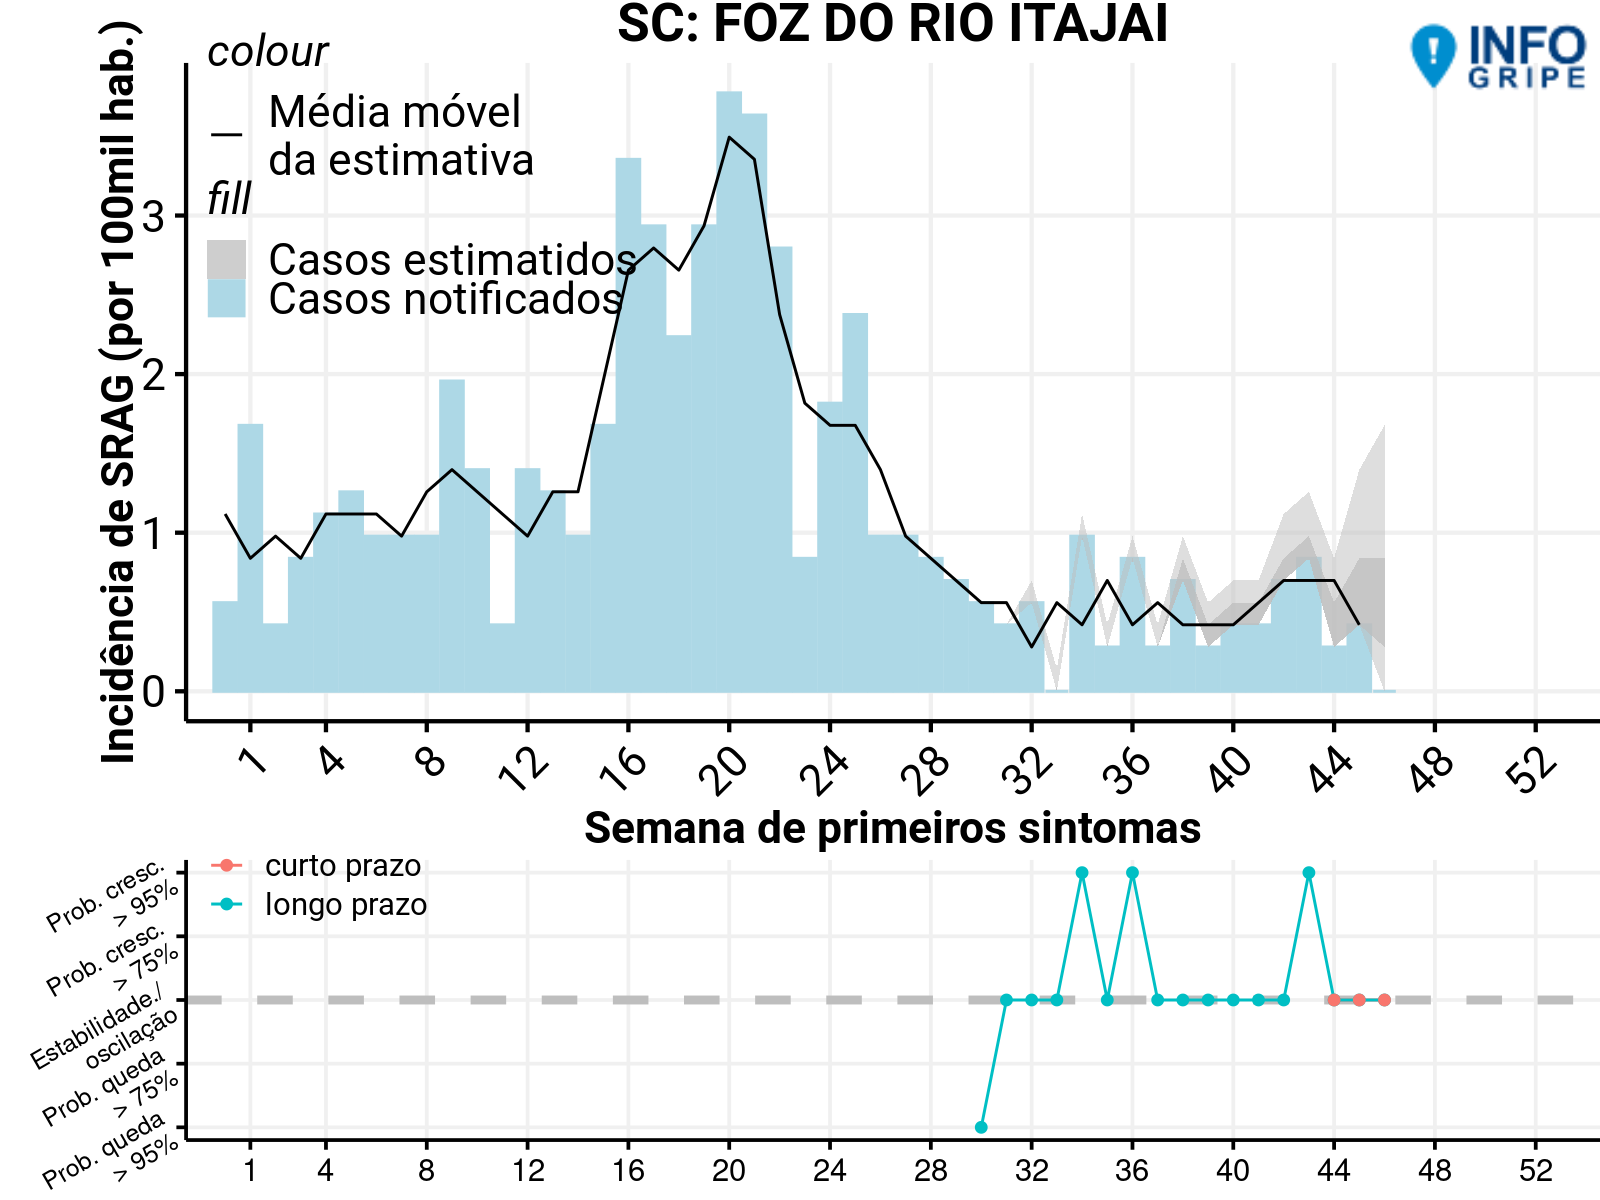 SC: FOZ DO RIO ITAJAI
INFO
GRIPE
Incidência de SRAG (por 100mil hab.)
colour
Média móvel
da estimativa
fill
Casos estimatidos
Casos notificados
3
2
1
0
1 4 8 12 16 20 24 28 32 36 40 44 48 52
Semana de primeiros sintomas
curto prazo
longo prazo
Prob. cresc.
> 95%
Prob. cresc.
> 75%
Estabilidade./
oscilação
Prob. queda
> 75%
Prob. queda
> 95%
1 4 8 12 16 20 24 28 32 36 40 44 48 52